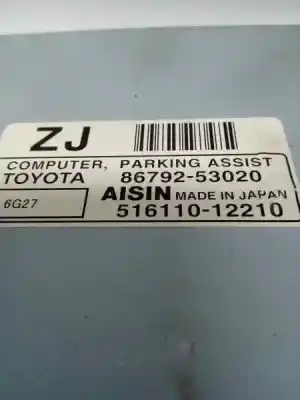 ZJ
COMPUTER, PARKING ASSIST
TOYOTA 86792-53020
6G27 AISIN MADE IN JAPAN
516110-12210